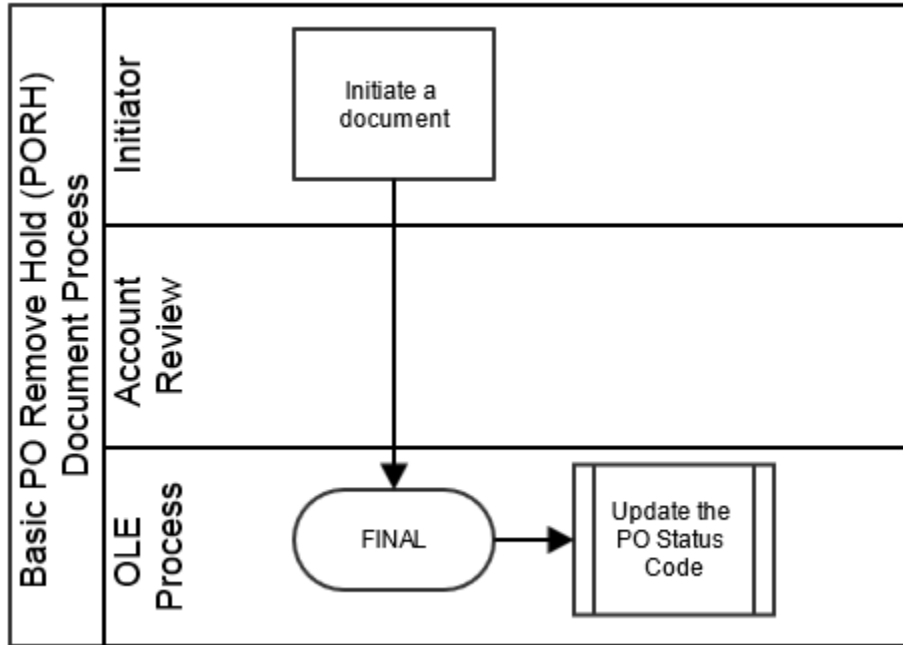 Basic PO Remove Hold (PORH)
Document Process
Initiator
Initiate a
document
Account
Review
OLE
Process
FINAL
Update the
PO Status
Code